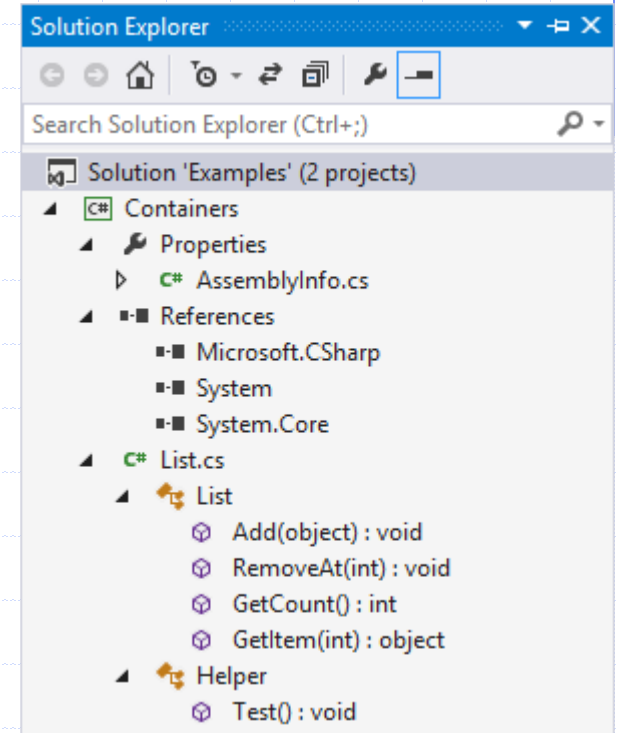 Solution Explorer
Search Solution Explorer (Ctrl+;)
Solution 'Examples' (2 projects)
C# Containers
Properties
C# AssemblyInfo.cs
References
Microsoft.CSharp
System
System.Core
C# List.cs
List
Add(object) : void
RemoveAt(int) : void
GetCount() : int
GetItem(int) : object
Helper
Test() : void